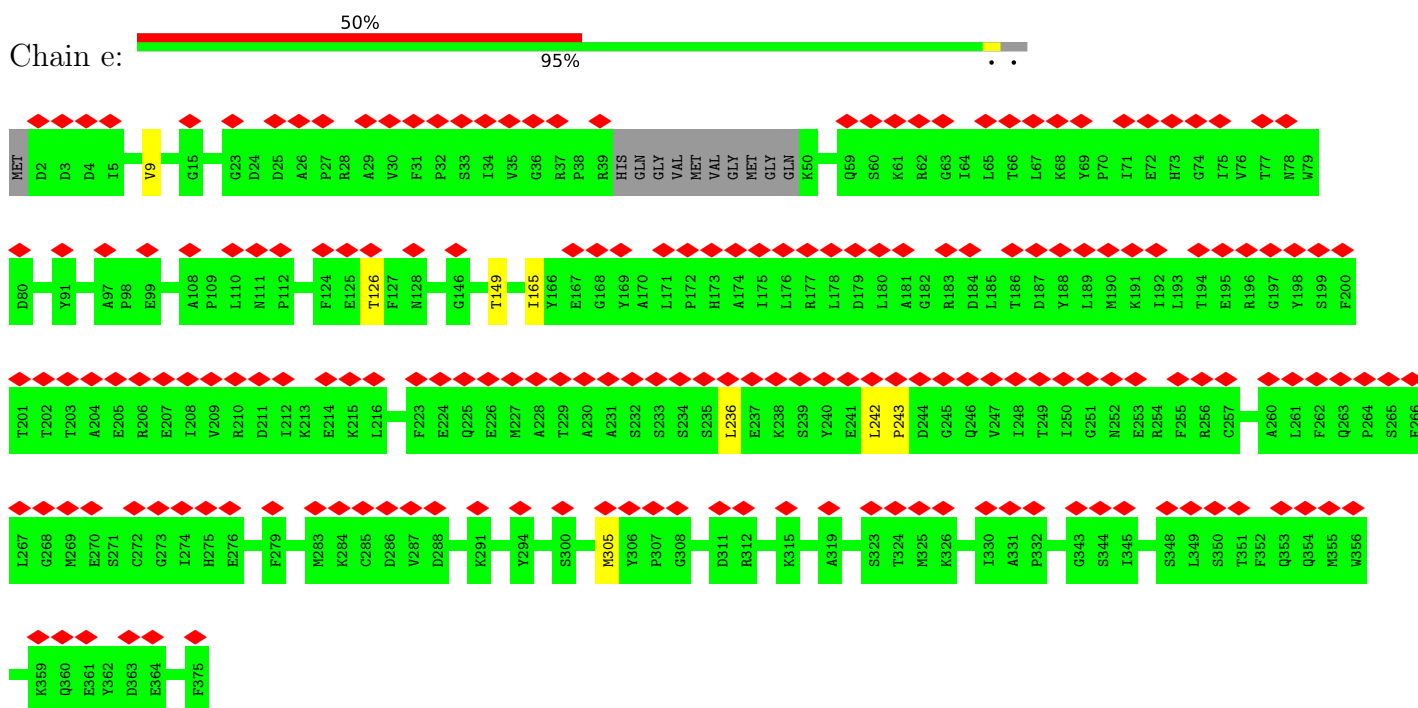 50%
Chain e:
95%
. .
MET D2 D3 D4 I5 V9 G15 G23 D24 D25 A26 P27 R28 A29 V30 F31 P32 S33 I34 V35 G36 R37 P38 R39 HIS GLN GLY VAL MET VAL GLY MET GLY GLN K50 Q59 S60 K61 R62 G63 I64 L65 T66 L67 K68 Y69 P70 I71 E72 H73 G74 I75 V76 T77 N78 W79
D80 Y91 A97 P98 E99 A108 P109 L110 N111 P112 F124 E125 T126 F127 N128 G146 T149 I165 Y166 E167 G168 Y169 A170 L171 P172 H173 A174 I175 L176 R177 L178 D179 L180 A181 G182 R183 D184 L185 T186 D187 Y188 L189 M190 K191 I192 L193 T194 E195 R196 G197 Y198 S199 F200
T201 T202 T203 A204 E205 R206 E207 I208 V209 R210 D211 I212 K213 E214 K215 L216 F223 E224 Q225 E226 M227 A228 T229 A230 A231 S232 S233 S234 S235 L236 E237 K238 S239 Y240 E241 L242 P243 D244 G245 Q246 V247 I248 T249 I250 G251 N252 E253 R254 F255 R256 C257 A260 L261 F262 Q263 P264 S265 F266
L267 G268 M269 E270 S271 C272 G273 I274 H275 E276 F279 M283 K284 C285 D286 V287 D288 K291 Y294 S300 M305 Y306 P307 G308 D311 R312 K315 A319 S323 T324 M325 K326 I330 A331 P332 G343 S344 I345 S348 L349 S350 T351 F352 Q353 Q354 M355 W356
K359 Q360 E361 Y362 D363 E364 F375